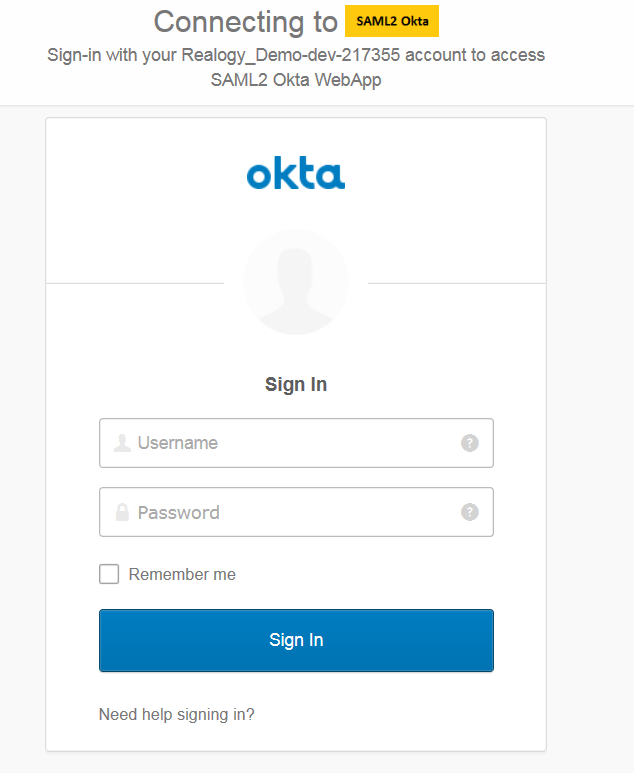 Connecting to SAML2 Okta
Sign-in with your Realogy_Demo-dev-217355 account to access
SAML2 Okta WebApp
okta
Sign In
Username ?
Password ?
Remember me
Sign In
Need help signing in?